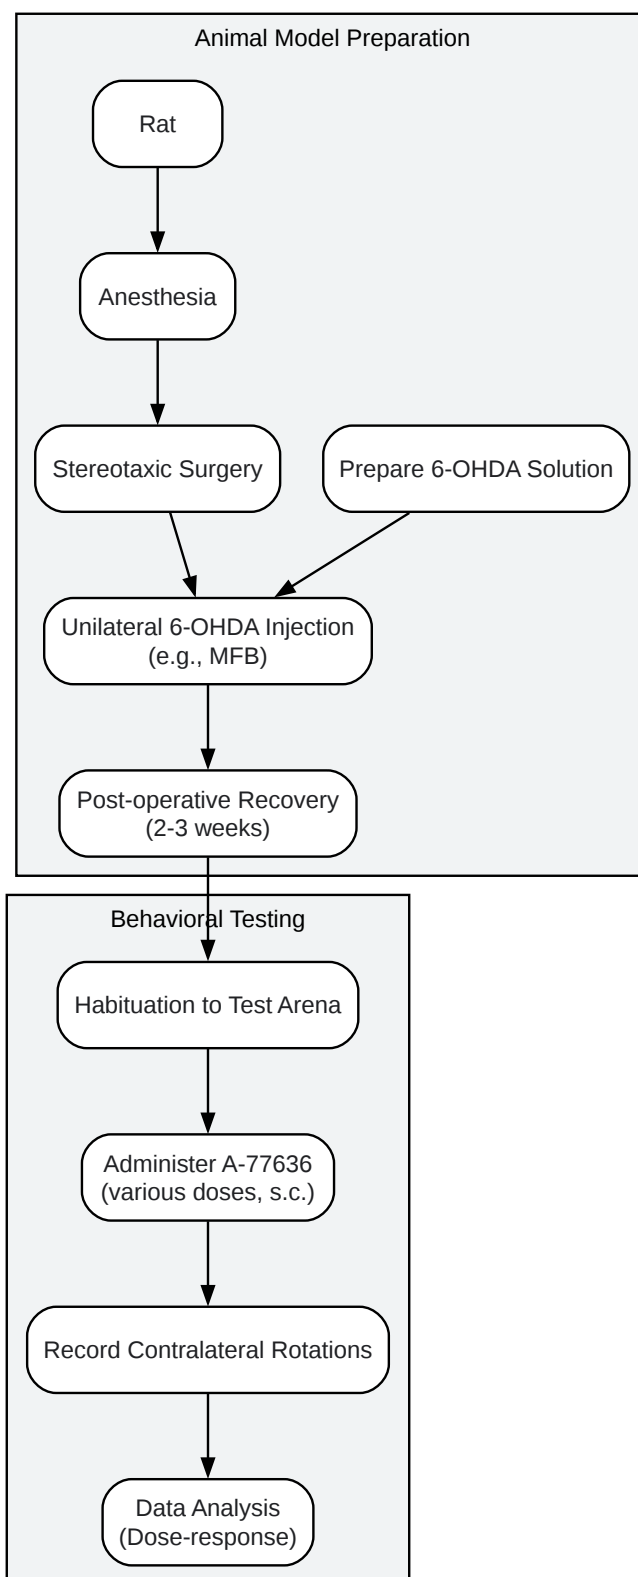 Animal Model Preparation
Rat
Anesthesia
Stereotaxic Surgery
Prepare 6-OHDA Solution
Unilateral 6-OHDA Injection
(e.g., MFB)
Post-operative Recovery
(2-3 weeks)
Behavioral Testing
Habituation to Test Arena
Administer A-77636
(various doses, s.c.)
Record Contralateral Rotations
Data Analysis
(Dose-response)